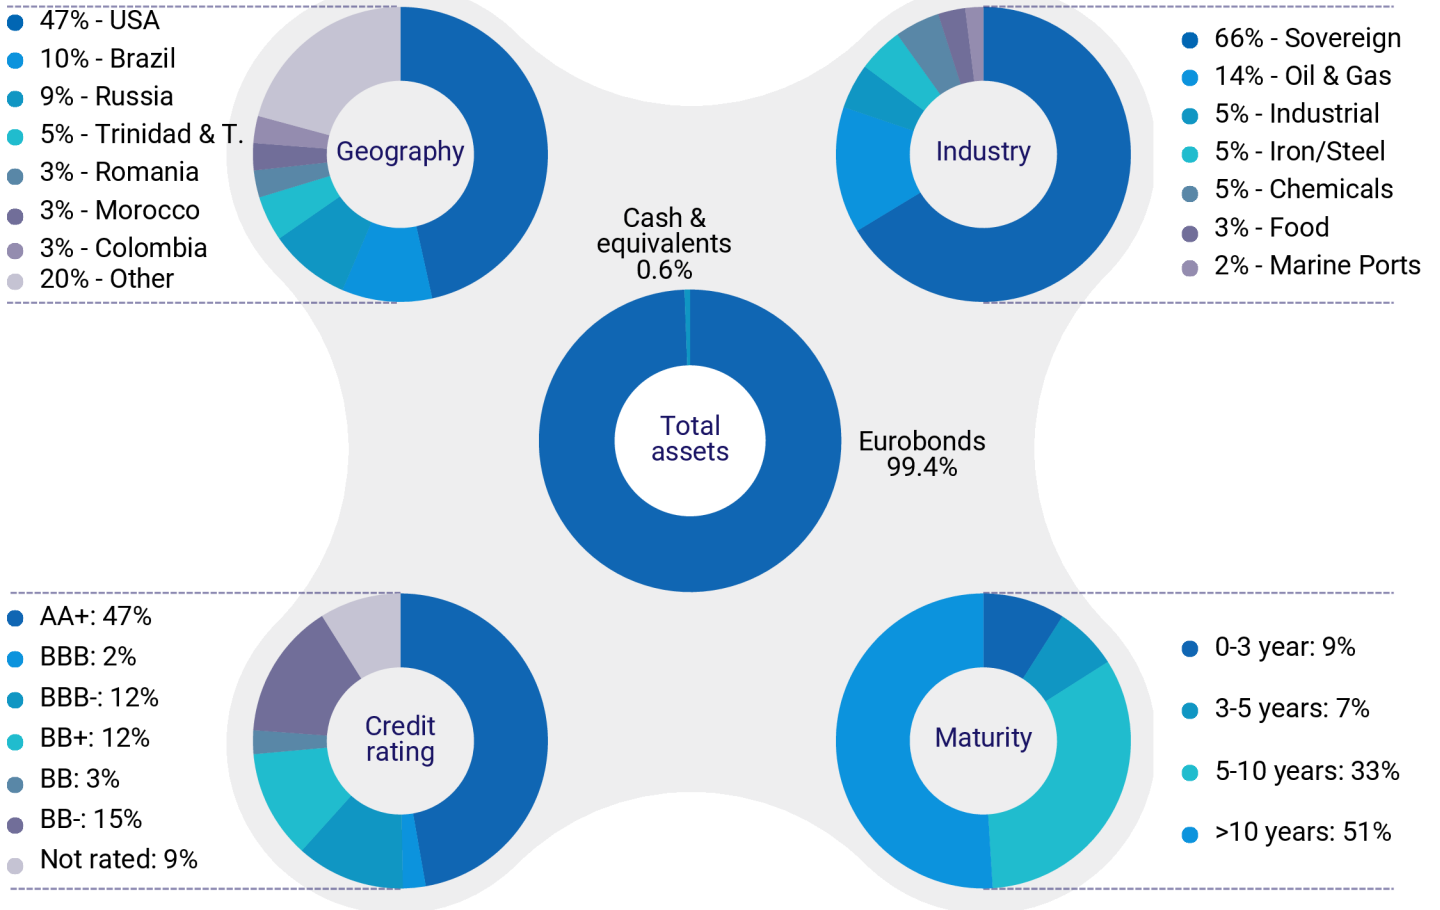 47% - USA
10% - Brazil
9% - Russia
5% - Trinidad & T.
3% - Romania
3% - Morocco
3% - Colombia
20% - Other
Geography
Industry
66% - Sovereign
14% - Oil & Gas
5% - Industrial
5% - Iron/Steel
5% - Chemicals
3% - Food
2% - Marine Ports
Cash &
equivalents
0.6%
Total
assets
Eurobonds
99.4%
AA+: 47%
BBB: 2%
BBB-: 12%
BB+: 12%
BB: 3%
BB-: 15%
Not rated: 9%
Credit
rating
Maturity
0-3 year: 9%
3-5 years: 7%
5-10 years: 33%
>10 years: 51%